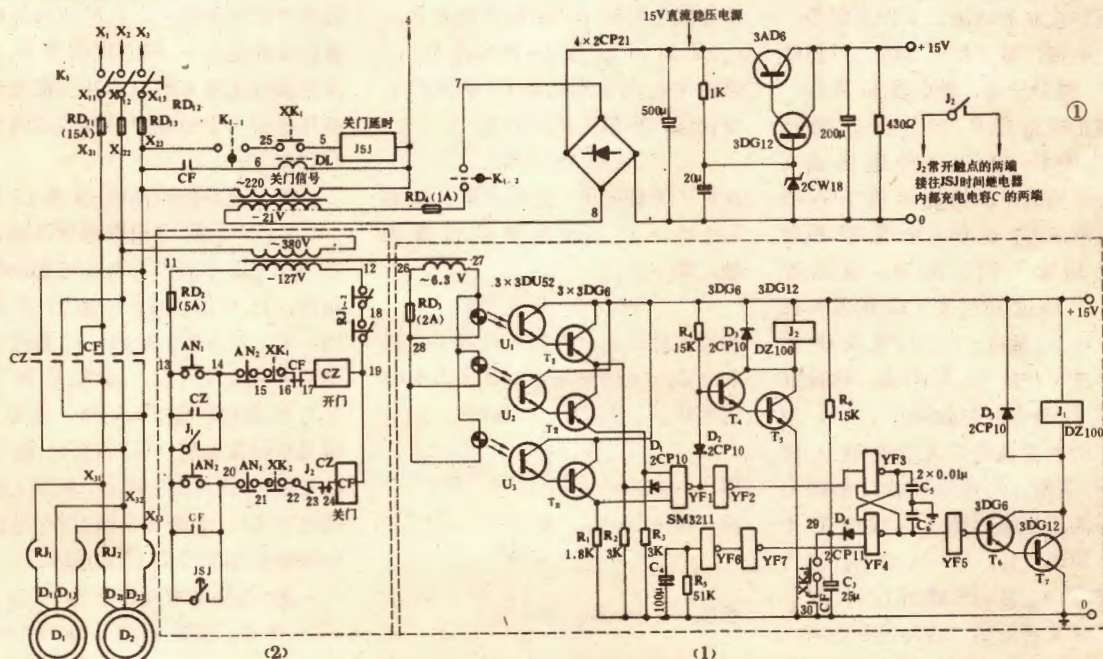 X₁ X₂ X₃
4
K₁
X₁₁ X₁₂ X₁₃
RD₁₁ RD₁₂ RD₁₃
(15A)
X₂₁ X₂₂ X₂₃
K₁₋₁
25 XK₁ 5
关门延时
JSJ
6 DL
关门信号
JL
CF
~220
~21V
RD₄(1A)
K₁₋₂
7
8
15V直流稳压电源
4×2CP21
500μ
1K
20μ
3AD6
3DG12
2CW18
200μ
430Ω
+15V
0
J₂
①
J₂常开触点的两端
接往JSJ时间继电器
内部充电电容C的两端
~380V
~127V
11
12
RD₂
(5A)
RJ₁₋₂
18
CZ
CF
13 AN₁ 14 AN₂ 15 XK₁ 16 CF 17 CZ 19
开门
CZ
J₁
AN₂ 20 AN₁ 21 XK₂ 22 J₂ 23 CZ 24 CF
关门
CF
JSJ
X₃₁
X₃₂
X₃₃
RJ₁
RJ₂
D₁₁ D₁₃
D₂₁ D₂₃
D₁
D₂
(2)
26
27
~6.3 V
RD₃
(2A)
28
3×3DU52
3×3DG6
U₁
T₁
U₂
T₂
U₃
T₃
3DG6
3DG12
R₄
15K
D₃
2CP10
J₂
DZ100
T₄
T₅
D₂
2CP10
D₁
2CP10
YF1
YF2
SM3211
R₁
1.8K
R₂
3K
R₃
3K
C₄
100μ
R₅
51K
YF6
YF7
R₆
15K
YF3
2×0.01μ
C₅
C₆
29 D₄
2CP11
YF4
YF5
XK₂₋₁
30
CF
C₃
25μ
3DG6
3DG12
T₆
T₇
D₅
2CP10
J₁
DZ100
+15V
0
(1)